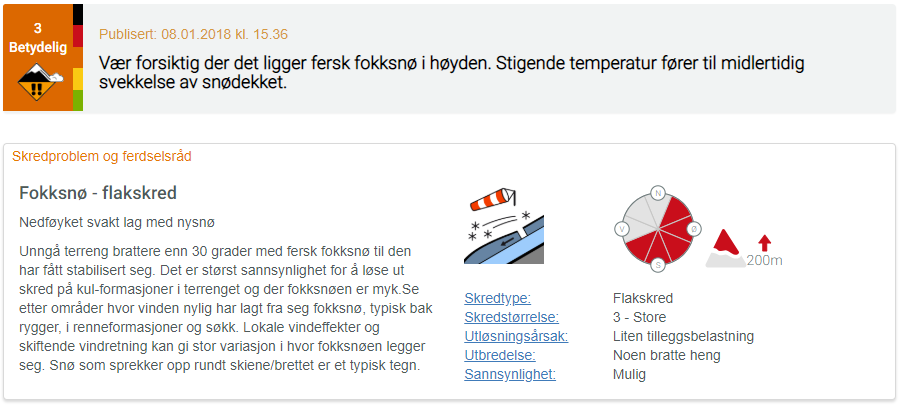 3
Betydelig
Publisert: 08.01.2018 kl. 15.36
Vær forsiktig der det ligger fersk fokksnø i høyden. Stigende temperatur fører til midlertidig
svekkelse av snødekket.
Skredproblem og ferdselsråd
Fokksnø - flakskred
Nedføyket svakt lag med nysnø
Unngå terreng brattere enn 30 grader med fersk fokksnø til den
har fått stabilisert seg. Det er størst sannsynlighet for å løse ut
skred på kul-formasjoner i terrenget og der fokksnøen er myk.Se
etter områder hvor vinden nylig har lagt fra seg fokksnø, typisk bak
rygger, i renneformasjoner og søkk. Lokale vindeffekter og
skiftende vindretning kan gi stor variasjon i hvor fokksnøen legger
seg. Snø som sprekker opp rundt skiene/brettet er et typisk tegn.
N
V
Ø
S
200m
Skredtype: Flakskred
Skredstørrelse: 3 - Store
Utløsningsårsak: Liten tilleggsbelastning
Utbredelse: Noen bratte heng
Sannsynlighet: Mulig